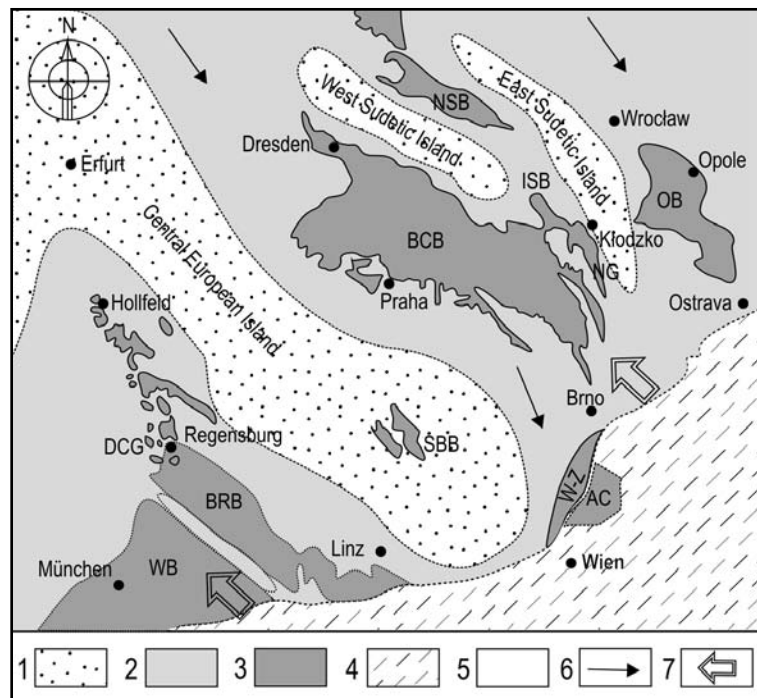 N
NSB
West Sudetic Island
East Sudetic Island
Wrocław
Dresden
Opole
Erfurt
ISB
OB
BCB
Kłodzko
NG
Central European Island
Praha
Hollfeld
Ostrava
Brno
Regensburg
DCG
SBB
W-Z
AC
BRB
Linz
Wien
München
WB
1 2 3 4 5 6 7